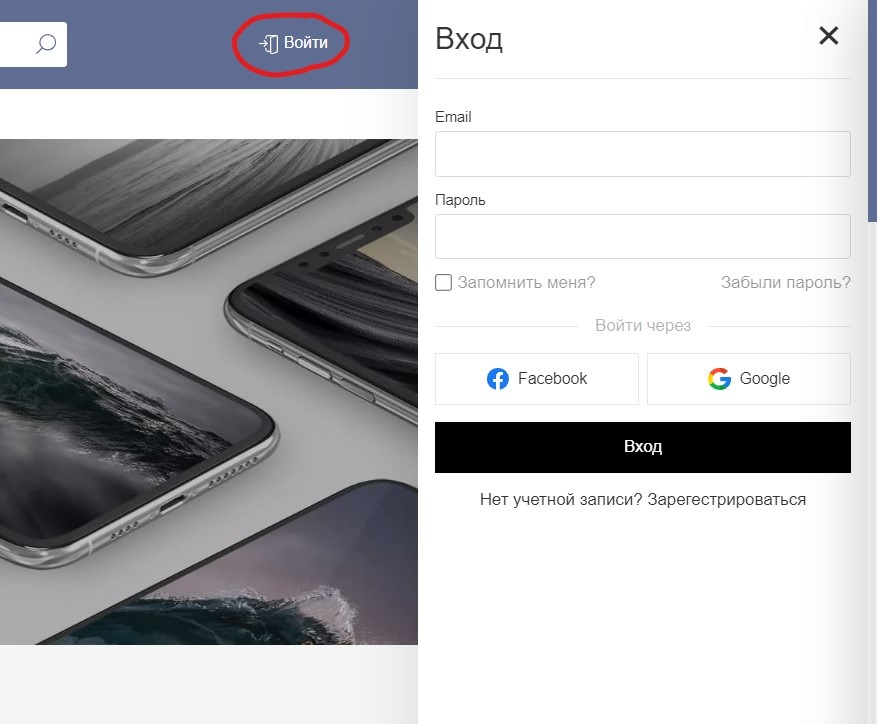 Войти
Вход
Email
Пароль
Запомнить меня? Забыли пароль?
Войти через
Facebook Google
Вход
Нет учетной записи? Зарегестрироваться